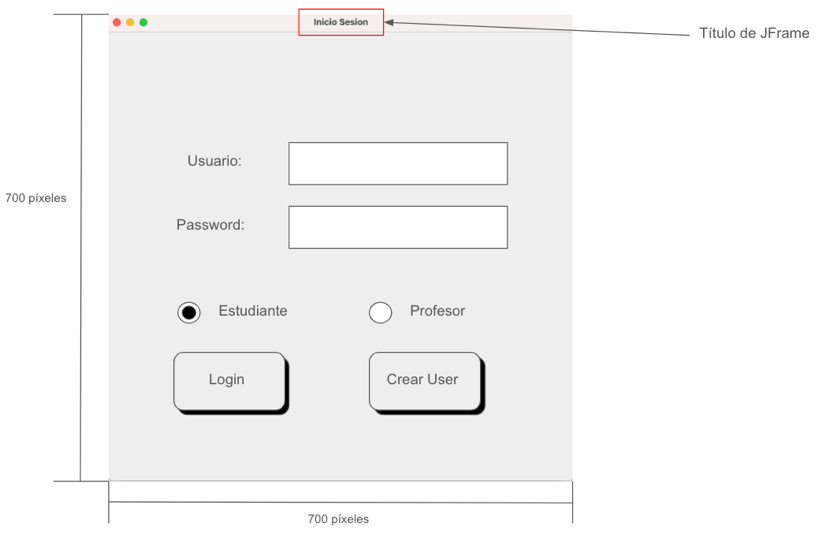 Inicio Sesion
Título de JFrame
Usuario:
700 píxeles
Password:
Estudiante
Profesor
Login
Crear User
700 píxeles